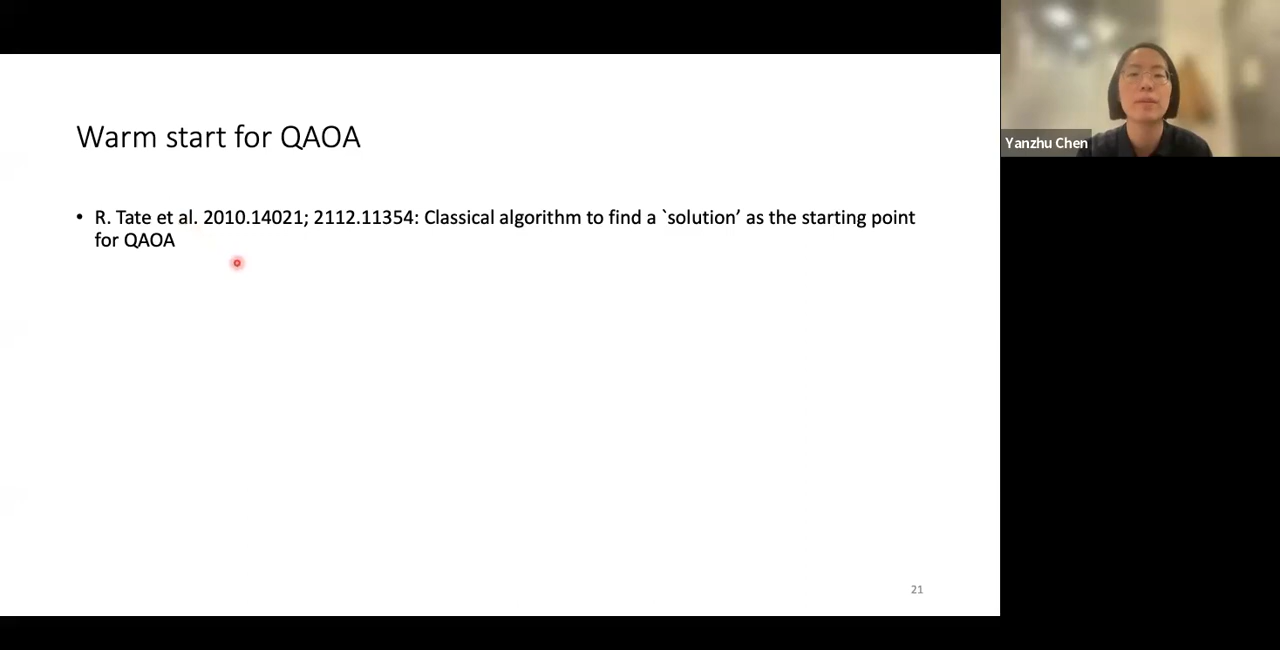 Warm start for QAOA
• R. Tate et al. 2010.14021; 2112.11354: Classical algorithm to find a `solution’ as the starting point
for QAOA
21
Yanzhu Chen